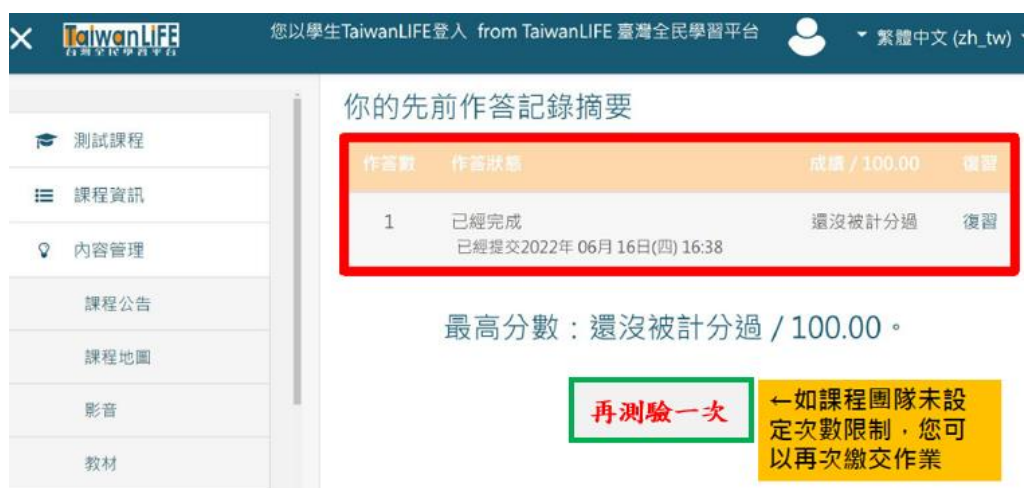 TaiwanLIFE
台灣全民學習平台
您以學生TaiwanLIFE登入 from TaiwanLIFE 臺灣全民學習平台
繁體中文 (zh_tw)
測試課程
課程資訊
內容管理
課程公告
課程地圖
影音
教材
你的先前作答記錄摘要
作答數 作答狀態 成績 / 100.00 復習
1 已經完成 還沒被計分過 復習
已經提交2022年 06月 16日(四) 16:38
最高分數：還沒被計分過 / 100.00。
再測驗一次
←如課程團隊未設
定次數限制，您可
以再次繳交作業